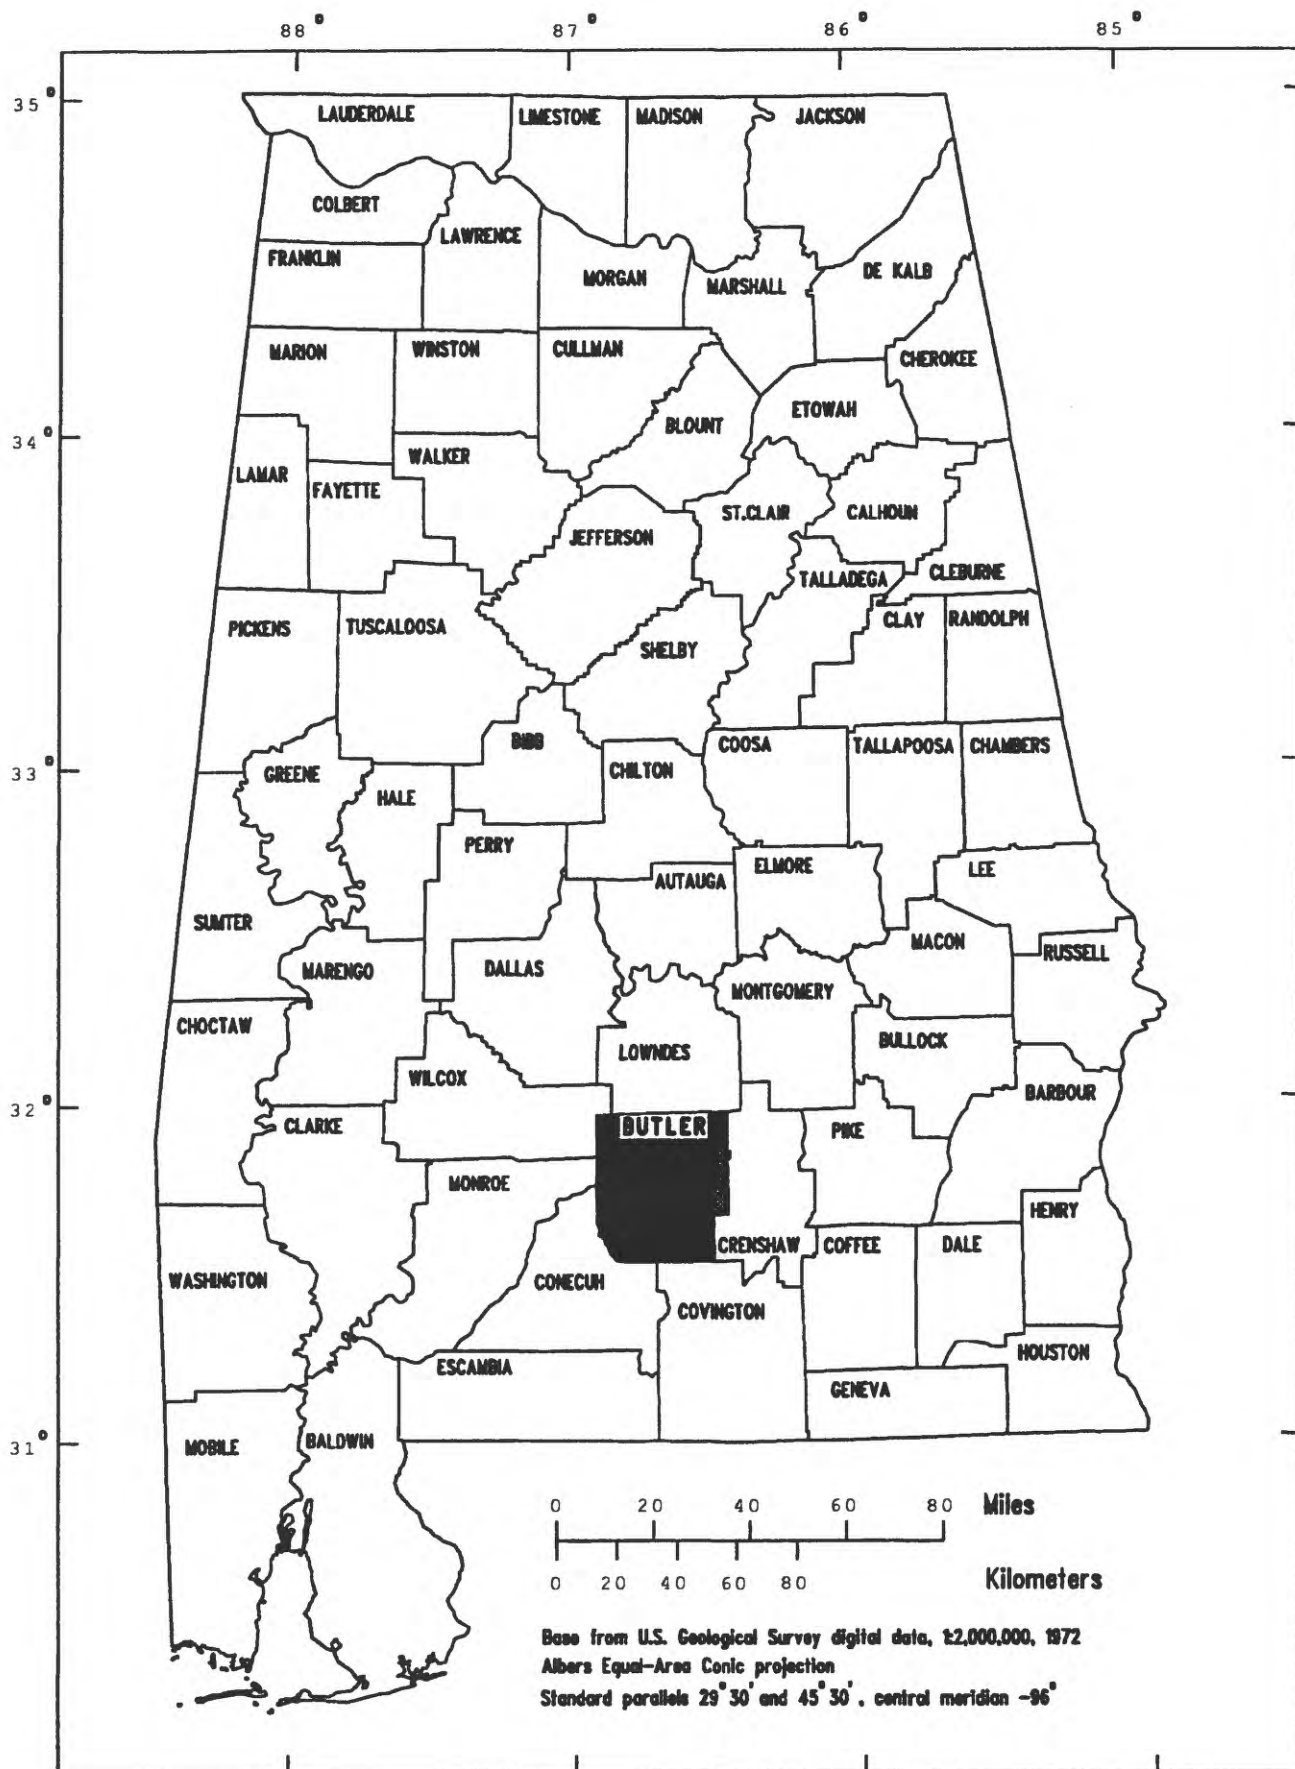 88° 87° 86° 85°
35°
LAUDERDALE LIMESTONE MADISON JACKSON
COLBERT
LAWRENCE
FRANKLIN
MORGAN
MARSHALL
DE KALB
MARION WINSTON CULLMAN
CHEROKEE
BLOUNT
ETOWAH
34°
WALKER
LAMAR
FAYETTE
ST.CLAIR CALHOUN
JEFFERSON
TALLADEGA
CLEBURNE
PICKENS TUSCALOOSA
CLAY RANDOLPH
SHELBY
BIBB
COOSA TALLAPOOSA CHAMBERS
33°
GREENE
CHILTON
HALE
PERRY
ELMORE
LEE
AUTAUGA
SUMTER
MACON
RUSSELL
MARENGO
DALLAS
MONTGOMERY
CHOCTAW
BULLOCK
LOWNDES
WILCOX
BARBOUR
32°
CLARKE
BUTLER
PIKE
MONROE
HENRY
CRENSHAW COFFEE DALE
WASHINGTON
CONECUH
COVINGTON
HOUSTON
ESCAMBIA
GENEVA
31°
MOBILE BALDWIN
0 20 40 60 80 Miles
0 20 40 60 80 Kilometers
Base from U.S. Geological Survey digital data, 1:2,000,000, 1972
Albers Equal-Area Conic projection
Standard parallels 29°30' and 45°30', central meridian -96°